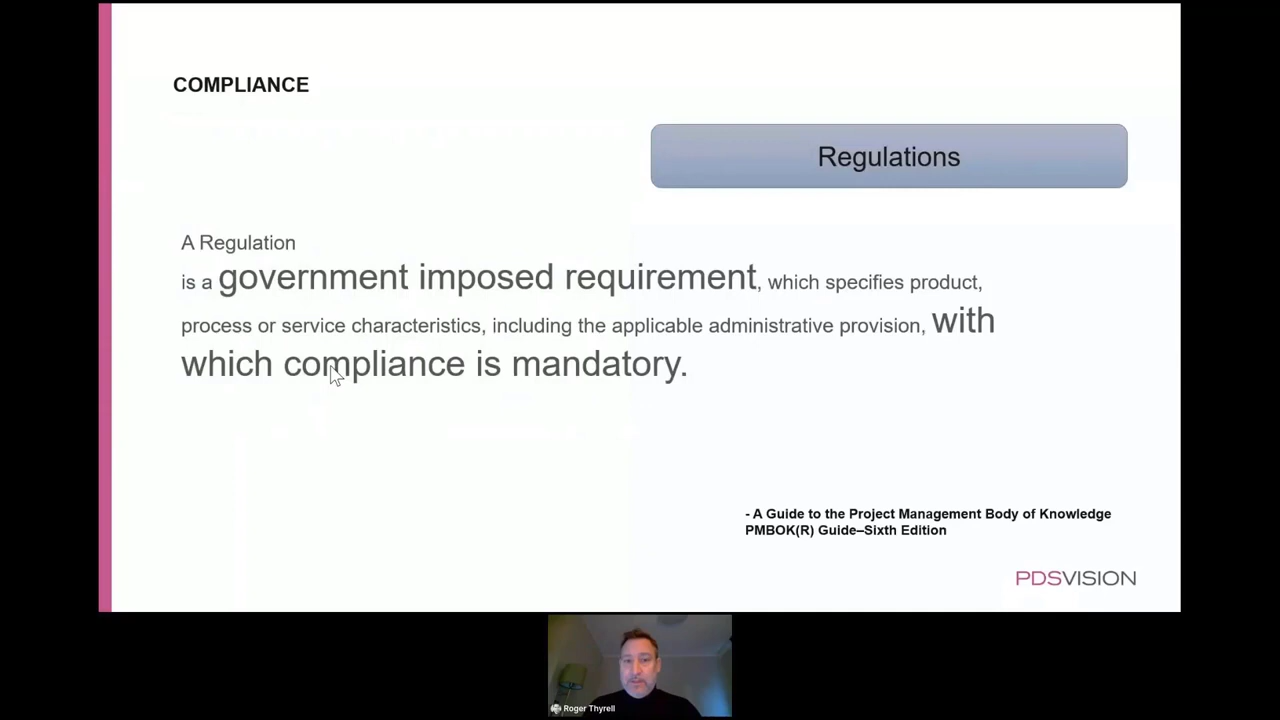 COMPLIANCE
Regulations
A Regulation
is a government imposed requirement, which specifies product,
process or service characteristics, including the applicable administrative provision, with
which compliance is mandatory.
- A Guide to the Project Management Body of Knowledge
PMBOK(R) Guide–Sixth Edition
PDSVISION
Roger Thyrell